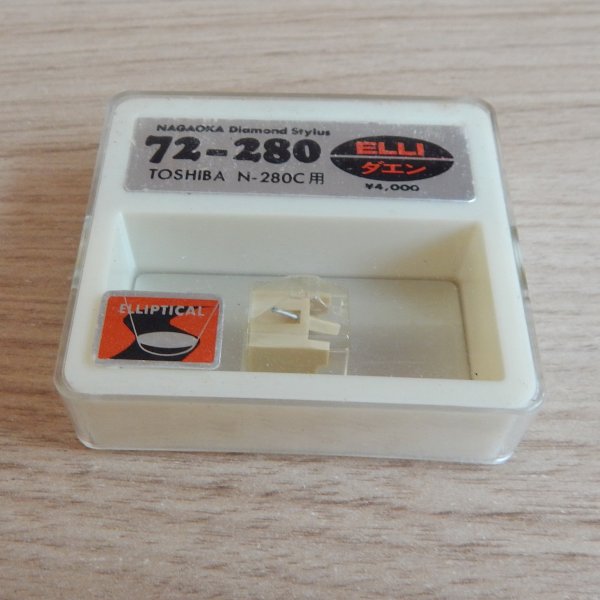 NAGAOKA Diamond Stylus
72-280
TOSHIBA N-280C用
ELLI
ダエン
¥4,000
ELLIPTICAL